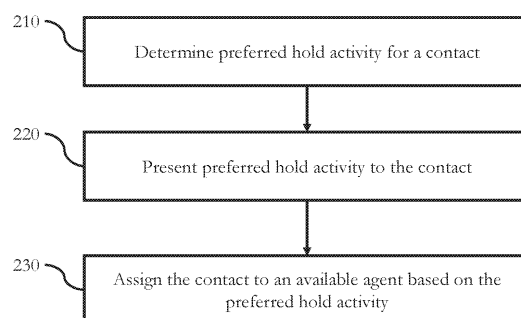 210
Determine preferred hold activity for a contact
220
Present preferred hold activity to the contact
230
Assign the contact to an available agent based on the
preferred hold activity